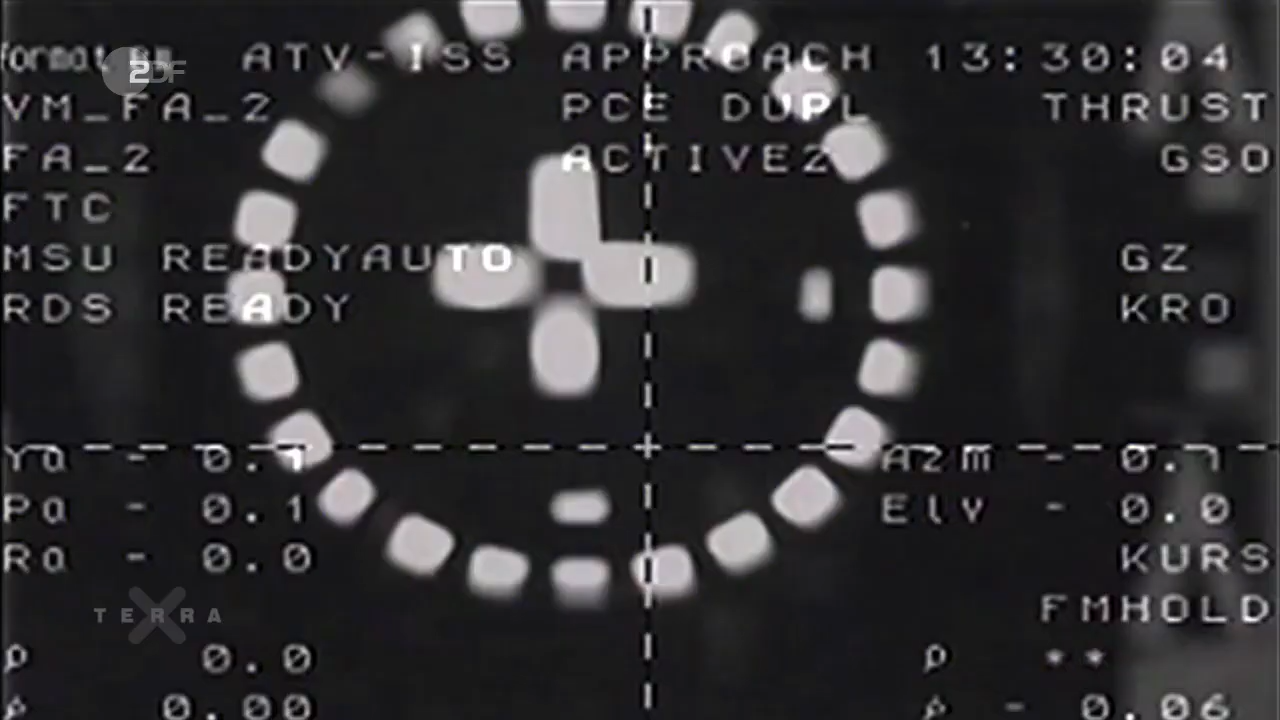 format ZDF ATV-ISS APPROACH 13:30:04
VM_FA_2 PCE DUPL THRUST
FA_2 ACTIVE2 GSO
FTC
MSU READYAUTO GZ
RDS READY KRO
Ya - 0.1 Azm - 0.1
Pa - 0.1 Elv - 0.0
Ra - 0.0 KURS
TERRA X FMHOLD
ρ 0.0 ρ **
ρ̇ 0.00 ρ̇ - 0.06